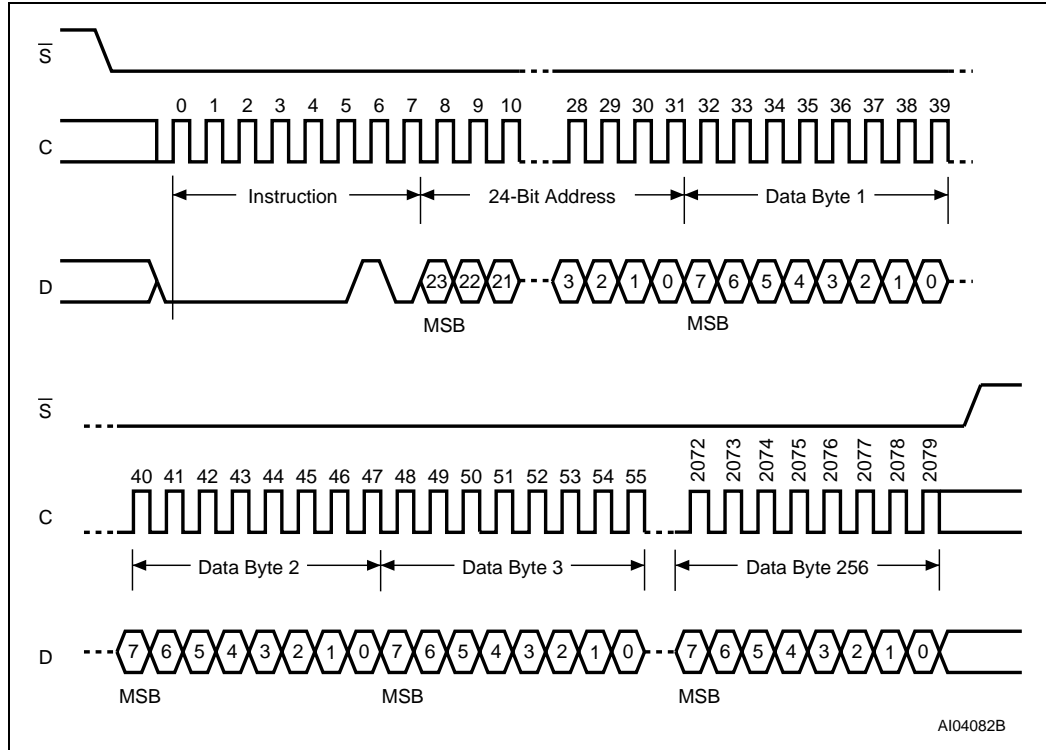 S
0 1 2 3 4 5 6 7 8 9 10 28 29 30 31 32 33 34 35 36 37 38 39
C
Instruction 24-Bit Address Data Byte 1
D 23 22 21 3 2 1 0 7 6 5 4 3 2 1 0
MSB MSB
S
40 41 42 43 44 45 46 47 48 49 50 51 52 53 54 55 2072 2073 2074 2075 2076 2077 2078 2079
C
Data Byte 2 Data Byte 3 Data Byte 256
D 7 6 5 4 3 2 1 0 7 6 5 4 3 2 1 0 7 6 5 4 3 2 1 0
MSB MSB MSB
AI04082B